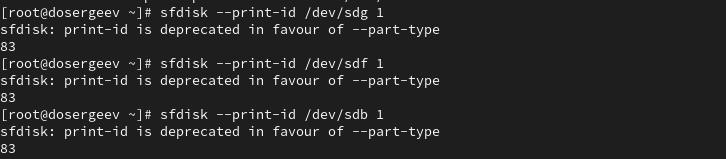 [root@dosergeev ~]# sfdisk --print-id /dev/sdg 1
sfdisk: print-id is deprecated in favour of --part-type
83
[root@dosergeev ~]# sfdisk --print-id /dev/sdf 1
sfdisk: print-id is deprecated in favour of --part-type
83
[root@dosergeev ~]# sfdisk --print-id /dev/sdb 1
sfdisk: print-id is deprecated in favour of --part-type
83